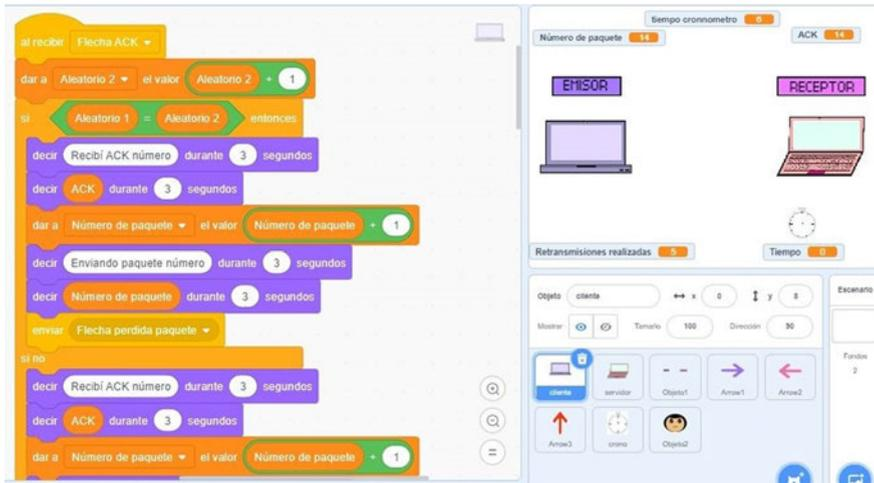 al recibir Flecha ACK
dar a Aleatorio 2 el valor Aleatorio 2 + 1
si Aleatorio 1 = Aleatorio 2 entonces
decir Recibí ACK número durante 3 segundos
decir ACK durante 3 segundos
dar a Número de paquete el valor Número de paquete + 1
decir Enviando paquete número durante 3 segundos
decir Número de paquete durante 3 segundos
enviar Flecha perdida paquete
si no
decir Recibí ACK número durante 3 segundos
decir ACK durante 3 segundos
dar a Número de paquete el valor Número de paquete + 1
tiempo cronnometro 6
Número de paquete 14
ACK 14
EMISOR
RECEPTOR
Retransmisiones realizadas 5
Tiempo 0
Objeto cliente x 0 y 8
Mostrar Tamaño 100 Dirección 90
cliente servidor Objeto1 Arrow1 Arrow2
Arrow3 crono Objeto2
Escenario
Fondos
2